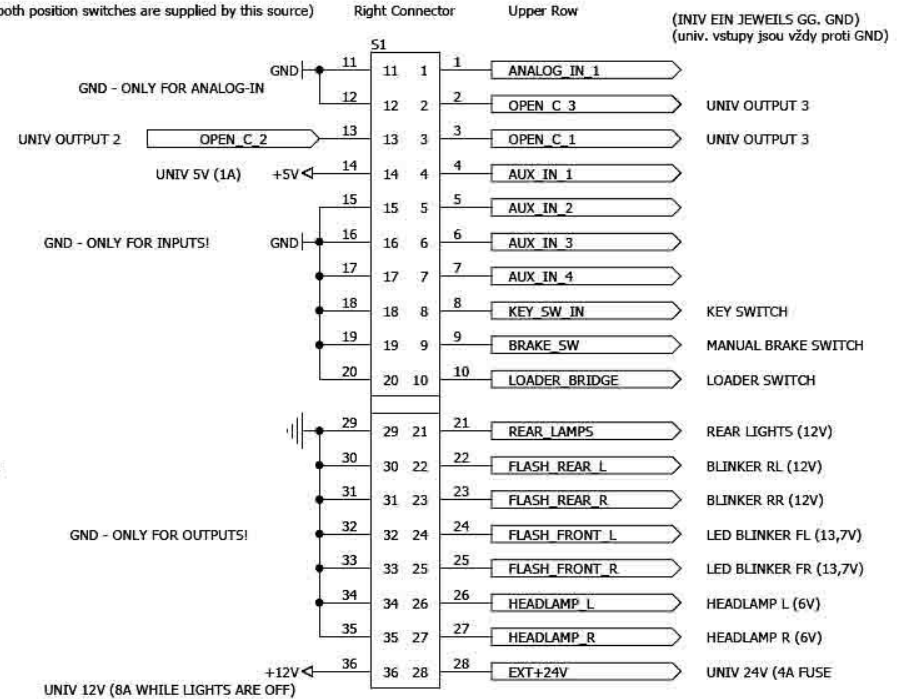 both position switches are supplied by this source) Right Connector Upper Row
(INIV EIN JEWEILS GG. GND)
(univ. vstupy jsou vždy proti GND)
S1
GND 11 11 1 1 ANALOG_IN_1
GND - ONLY FOR ANALOG-IN
12 12 2 2 OPEN_C_3 UNIV OUTPUT 3
UNIV OUTPUT 2 OPEN_C_2 13 13 3 3 OPEN_C_1 UNIV OUTPUT 3
UNIV 5V (1A) +5V 14 14 4 4 AUX_IN_1
15 15 5 5 AUX_IN_2
GND - ONLY FOR INPUTS! GND 16 16 6 6 AUX_IN_3
17 17 7 7 AUX_IN_4
18 18 8 8 KEY_SW_IN KEY SWITCH
19 19 9 9 BRAKE_SW MANUAL BRAKE SWITCH
20 20 10 10 LOADER_BRIDGE LOADER SWITCH
29 29 21 21 REAR_LAMPS REAR LIGHTS (12V)
30 30 22 22 FLASH_REAR_L BLINKER RL (12V)
31 31 23 23 FLASH_REAR_R BLINKER RR (12V)
GND - ONLY FOR OUTPUTS! 32 32 24 24 FLASH_FRONT_L LED BLINKER FL (13,7V)
33 33 25 25 FLASH_FRONT_R LED BLINKER FR (13,7V)
34 34 26 26 HEADLAMP_L HEADLAMP L (6V)
35 35 27 27 HEADLAMP_R HEADLAMP R (6V)
+12V 36 36 28 28 EXT+24V UNIV 24V (4A FUSE
UNIV 12V (8A WHILE LIGHTS ARE OFF)